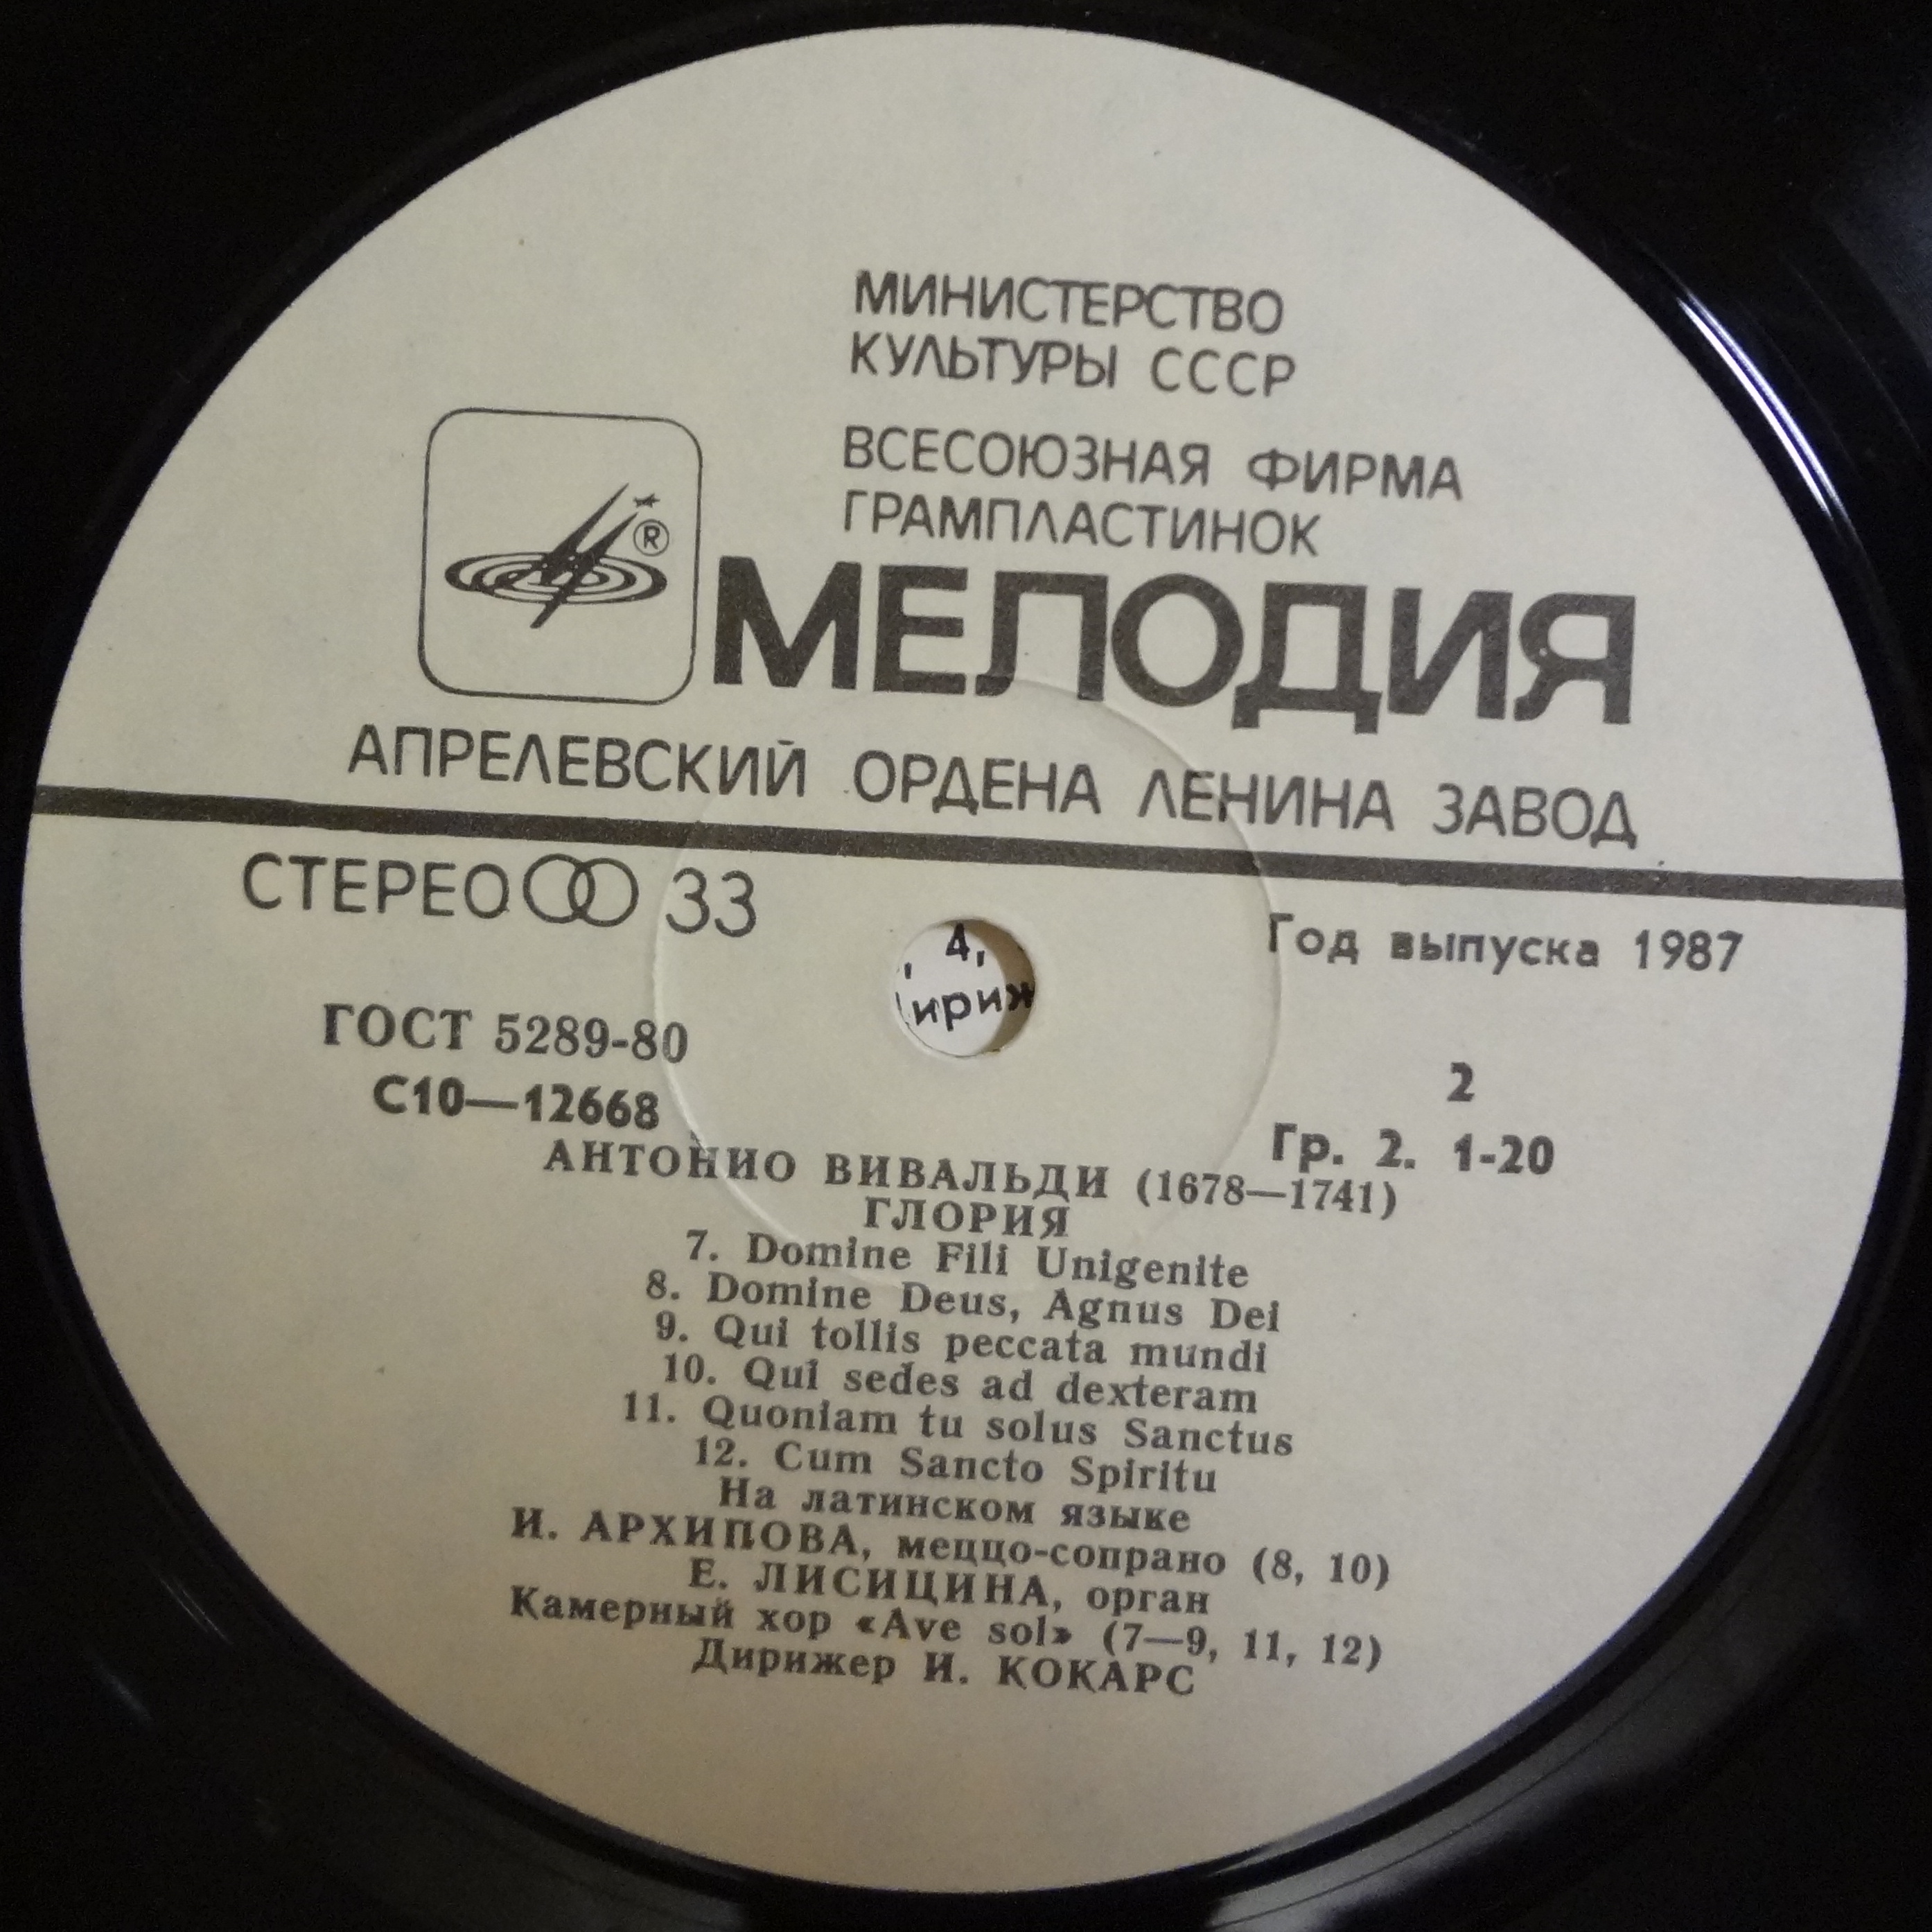 МИНИСТЕРСТВО
КУЛЬТУРЫ СССР
ВСЕСОЮЗНАЯ ФИРМА
ГРАМПЛАСТИНОК
®
МЕЛОДИЯ
АПРЕЛЕВСКИЙ ОРДЕНА ЛЕНИНА ЗАВОД
СТЕРЕО 33
Год выпуска 1987
, 4,
ириж
ГОСТ 5289-80
С10—12668
2
Гр. 2. 1-20
АНТОНИО ВИВАЛЬДИ (1678—1741)
ГЛОРИЯ
7. Domine Fili Unigenite
8. Domine Deus, Agnus Dei
9. Qui tollis peccata mundi
10. Qui sedes ad dexteram
11. Quoniam tu solus Sanctus
12. Cum Sancto Spiritu
На латинском языке
И. АРХИПОВА, меццо-сопрано (8, 10)
Е. ЛИСИЦИНА, орган
Камерный хор «Ave sol» (7—9, 11, 12)
Дирижер И. КОКАРС